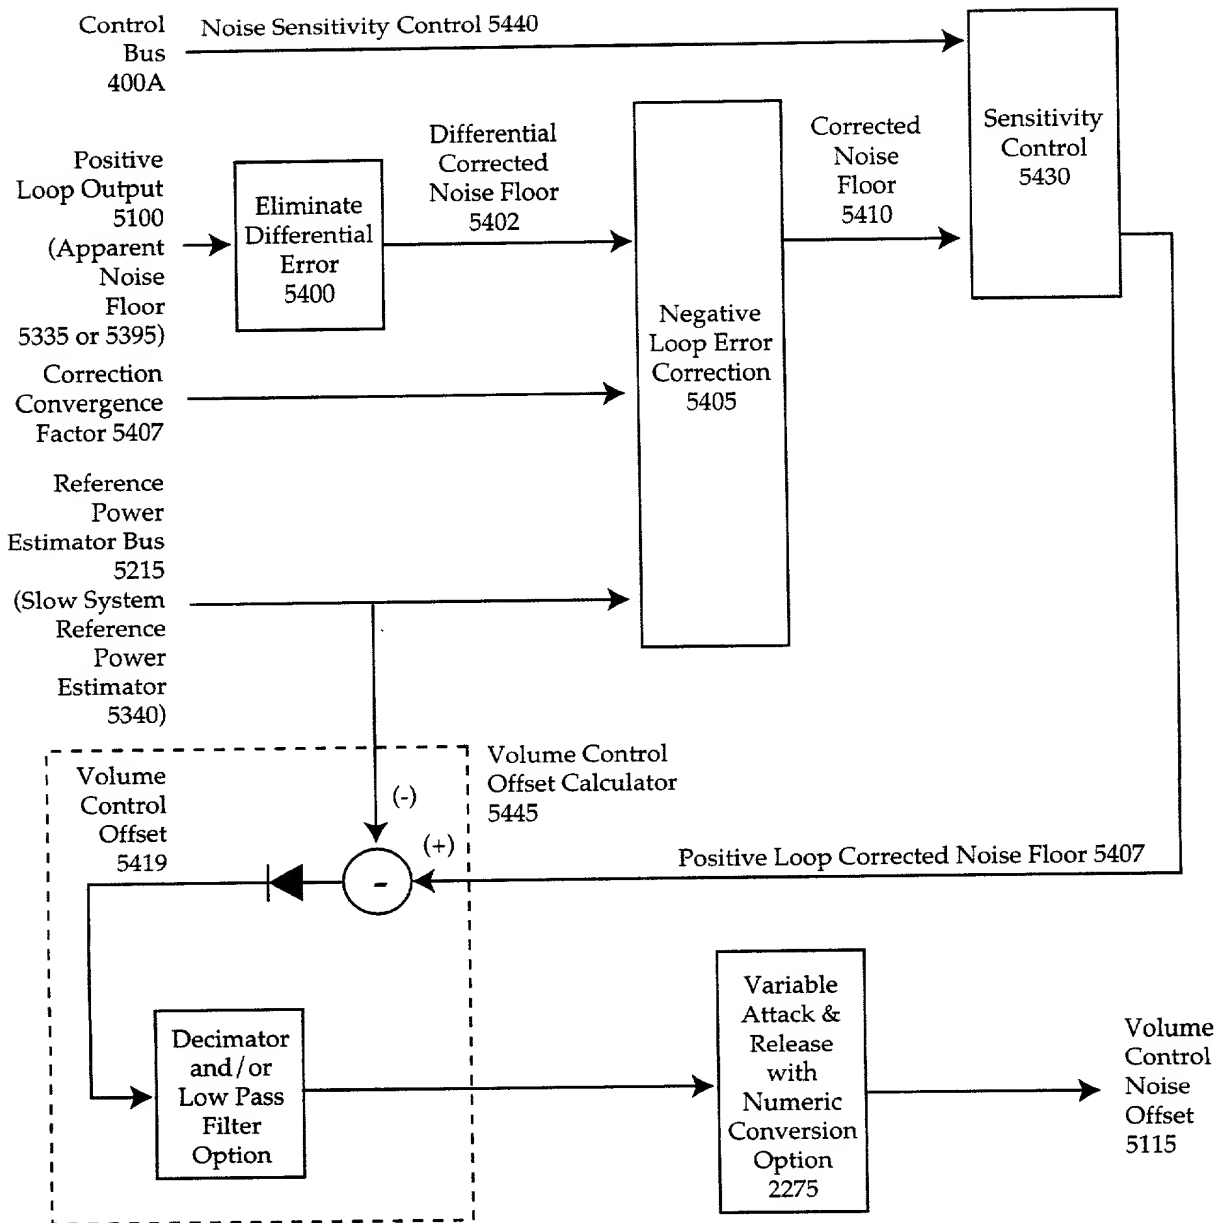 Control
Bus
400A
Noise Sensitivity Control 5440
Sensitivity
Control
5430
Positive
Loop Output
5100
(Apparent
Noise
Floor
5335 or 5395)
Eliminate
Differential
Error
5400
Differential
Corrected
Noise Floor
5402
Corrected
Noise
Floor
5410
Negative
Loop Error
Correction
5405
Correction
Convergence
Factor 5407
Reference
Power
Estimator Bus
5215
(Slow System
Reference
Power
Estimator
5340)
Volume
Control
Offset
5419
(-)
(+)
-
Volume Control
Offset Calculator
5445
Positive Loop Corrected Noise Floor 5407
Decimator
and/or
Low Pass
Filter
Option
Variable
Attack &
Release
with
Numeric
Conversion
Option
2275
Volume
Control
Noise
Offset
5115